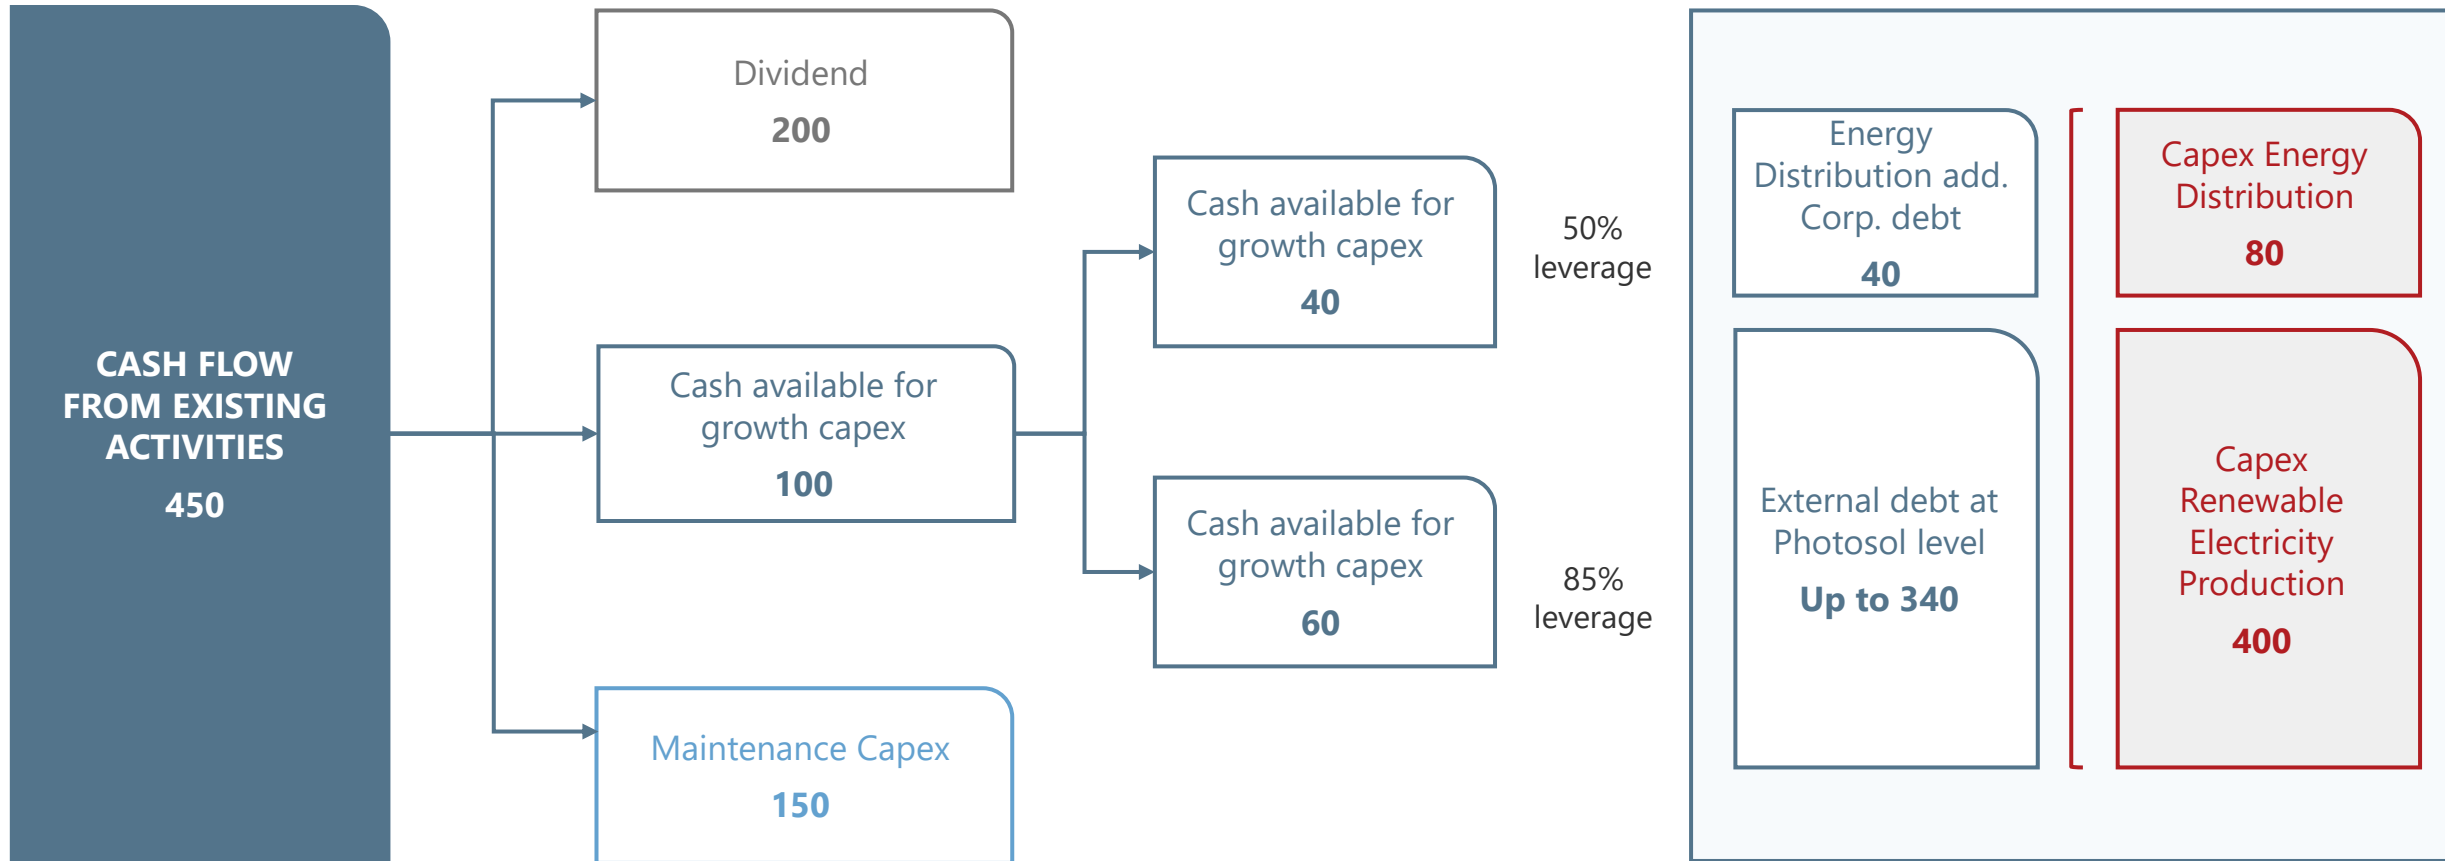 CASH FLOW
FROM EXISTING
ACTIVITIES
450
Dividend
200
Cash available for
growth capex
100
Maintenance Capex
150
Cash available for
growth capex
40
50%
leverage
Cash available for
growth capex
60
85%
leverage
Energy
Distribution add.
Corp. debt
40
Capex Energy
Distribution
80
External debt at
Photosol level
Up to 340
Capex
Renewable
Electricity
Production
400